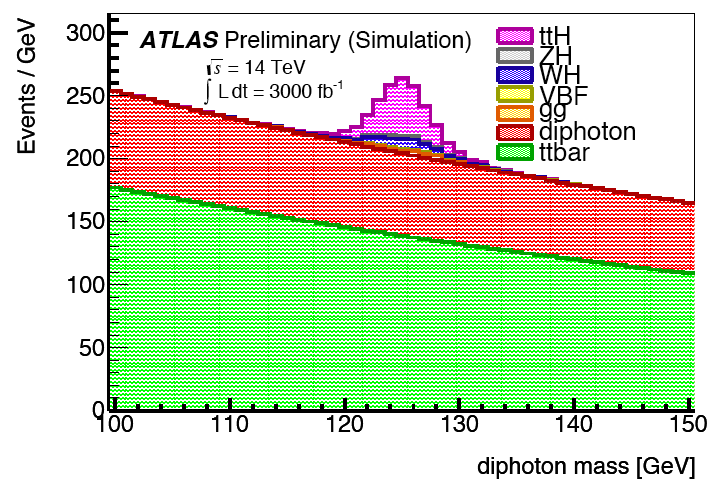 ATLAS Preliminary (Simulation)
√s = 14 TeV
∫ L dt = 3000 fb-1
ttH
ZH
WH
VBF
gg
diphoton
ttbar
Events / GeV
300
250
200
150
100
50
0
100 110 120 130 140 150
diphoton mass [GeV]